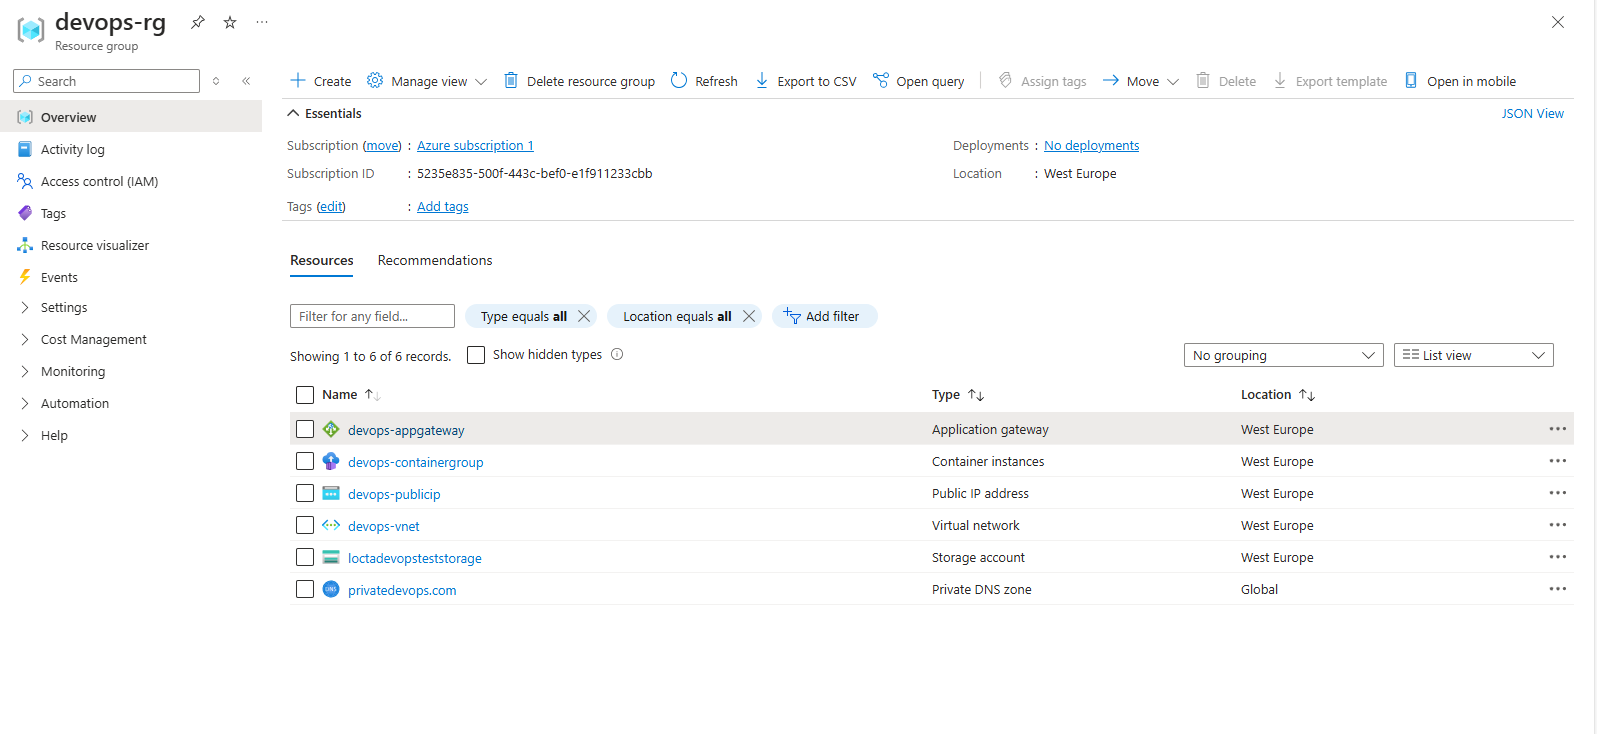 devops-rg
Resource group
Search
Create Manage view Delete resource group Refresh Export to CSV Open query Assign tags Move Delete Export template Open in mobile
Overview
Activity log
Access control (IAM)
Tags
Resource visualizer
Events
Settings
Cost Management
Monitoring
Automation
Help
Essentials JSON View
Subscription (move) : Azure subscription 1 Deployments : No deployments
Subscription ID : 5235e835-500f-443c-bef0-e1f911233cbb Location : West Europe
Tags (edit) : Add tags
Resources Recommendations
Filter for any field... Type equals all Location equals all Add filter
Showing 1 to 6 of 6 records. Show hidden types No grouping List view
Name Type Location
devops-appgateway Application gateway West Europe
devops-containergroup Container instances West Europe
devops-publicip Public IP address West Europe
devops-vnet Virtual network West Europe
loctadevopsteststorage Storage account West Europe
DNS privatedevops.com Private DNS zone Global